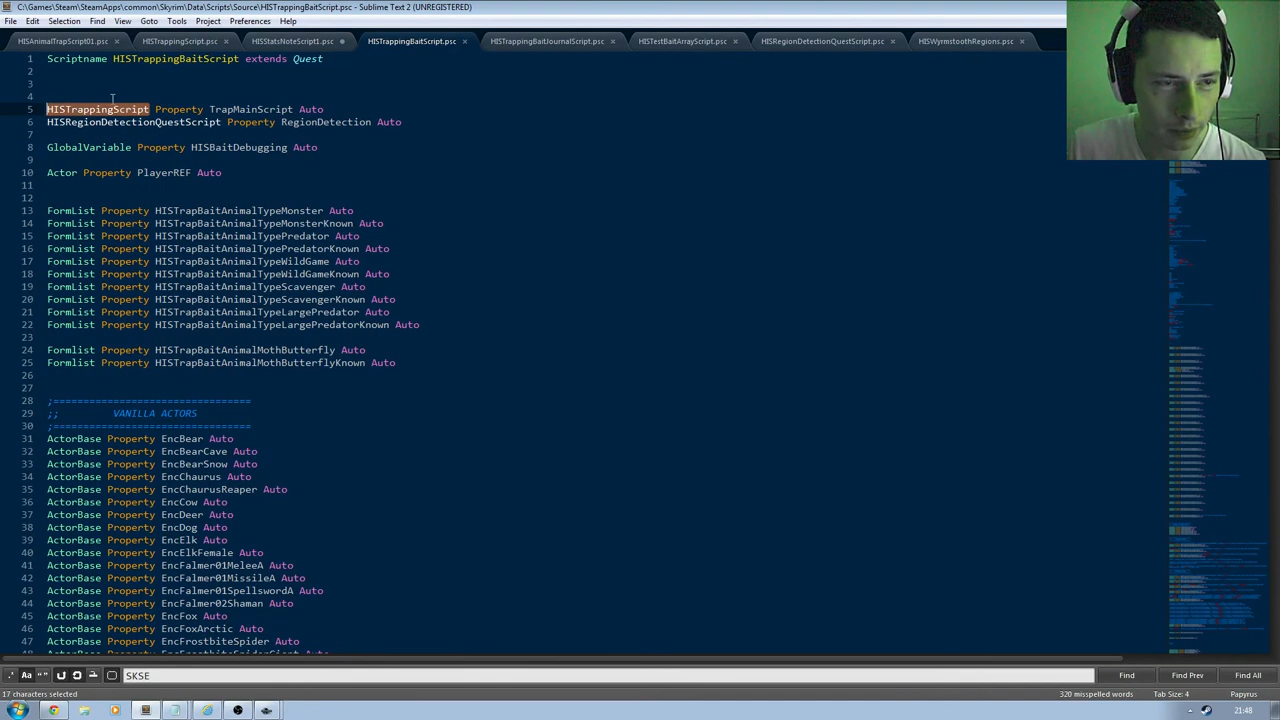 C:\Games\Steam\SteamApps\common\Skyrim\Data\Scripts\Source\HISTrappingBaitScript.psc - Sublime Text 2 (UNREGISTERED)
File Edit Selection Find View Goto Tools Project Preferences Help
HISAnimalTrapScript01.psc HISTrappingScript.psc HISStatsNoteScript1.psc HISTrappingBaitScript.psc HISTrappingBaitJournalScript.psc HISTestBaitArrayScript.psc HISRegionDetectionQuestScript.psc HISWyrmstoothRegions.psc
1 Scriptname HISTrappingBaitScript extends Quest
2
3
4
5 HISTrappingScript Property TrapMainScript Auto
6 HISRegionDetectionQuestScript Property RegionDetection Auto
7
8 GlobalVariable Property HISBaitDebugging Auto
9
10 Actor Property PlayerREF Auto
11
12
13 FormList Property HISTrapBaitAnimalTypeMonster Auto
14 FormList Property HISTrapBaitAnimalTypeMonsterKnown Auto
15 FormList Property HISTrapBaitAnimalTypePredator Auto
16 FormList Property HISTrapBaitAnimalTypePredatorKnown Auto
17 FormList Property HISTrapBaitAnimalTypeWildGame Auto
18 FormList Property HISTrapBaitAnimalTypeWildGameKnown Auto
19 FormList Property HISTrapBaitAnimalTypeScavenger Auto
20 FormList Property HISTrapBaitAnimalTypeScavengerKnown Auto
21 FormList Property HISTrapBaitAnimalTypeLargePredator Auto
22 FormList Property HISTrapBaitAnimalTypeLargePredatorKnown Auto
23
24 Formlist Property HISTrapBaitAnimalMothButterfly Auto
25 Formlist Property HISTrapBaitAnimalMothButterflyKnown Auto
26
27
28 ;=================================
29 ;; VANILLA ACTORS
30 ;=================================
31 ActorBase Property EncBear Auto
32 ActorBase Property EncBearCave Auto
33 ActorBase Property EncBearSnow Auto
34 ActorBase Property EncChaurus Auto
35 ActorBase Property EncChaurusReaper Auto
36 ActorBase Property EncCow Auto
37 ActorBase Property EncDeer Auto
38 ActorBase Property EncDog Auto
39 ActorBase Property EncElk Auto
40 ActorBase Property EncElkFemale Auto
41 ActorBase Property EncFalmer01MeleeA Auto
42 ActorBase Property EncFalmer01MissileA Auto
43 ActorBase Property EncFalmer01SpellswordA Auto
44 ActorBase Property EncFalmer02Shaman Auto
45 ActorBase Property EncFox Auto
46 ActorBase Property EncFoxArctic Auto
47 ActorBase Property EncFrostbiteSpider Auto
48 ActorBase Property EncFrostbiteSpiderGiant Auto
.* Aa “” SKSE Find Find Prev Find All
17 characters selected 320 misspelled words Tab Size: 4 Papyrus
21:48